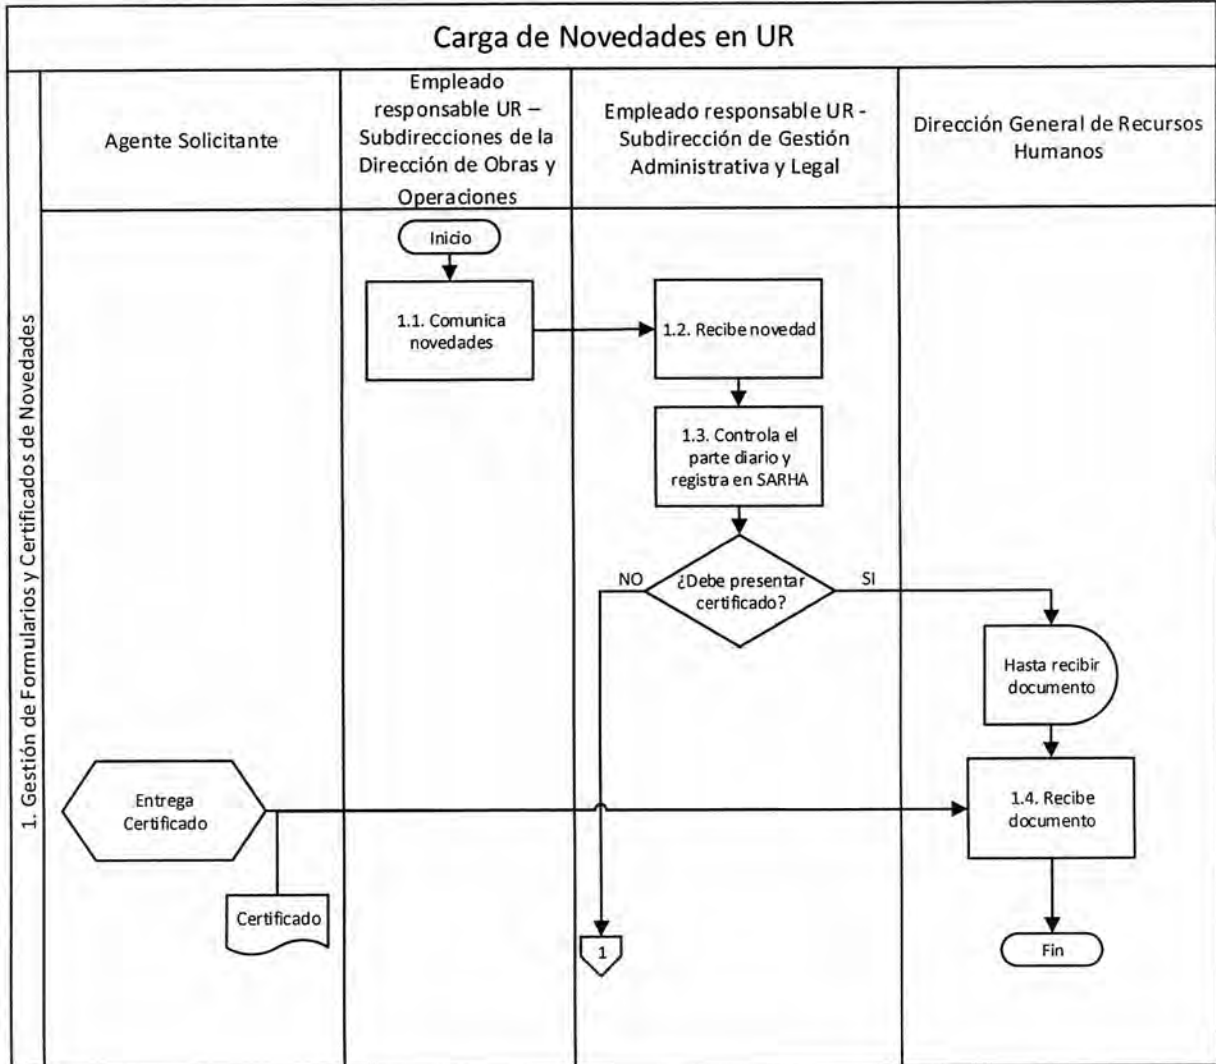 Carga de Novedades en UR
1. Gestión de Formularios y Certificados de Novedades
Agente Solicitante
Empleado
responsable UR –
Subdirecciones de la
Dirección de Obras y
Operaciones
Empleado responsable UR -
Subdirección de Gestión
Administrativa y Legal
Dirección General de Recursos
Humanos
Inicio
1.1. Comunica
novedades
1.2. Recibe novedad
1.3. Controla el
parte diario y
registra en SARHA
¿Debe presentar
certificado?
NO
SI
Hasta recibir
documento
Entrega
Certificado
1.4. Recibe
documento
Certificado
1
Fin